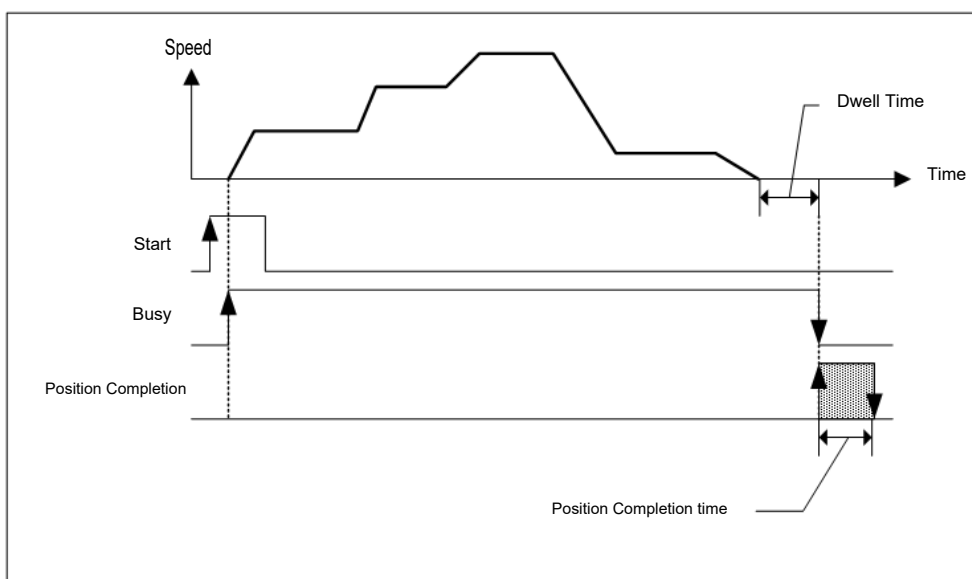 Speed
Dwell Time
Time
Start
Busy
Position Completion
Position Completion time